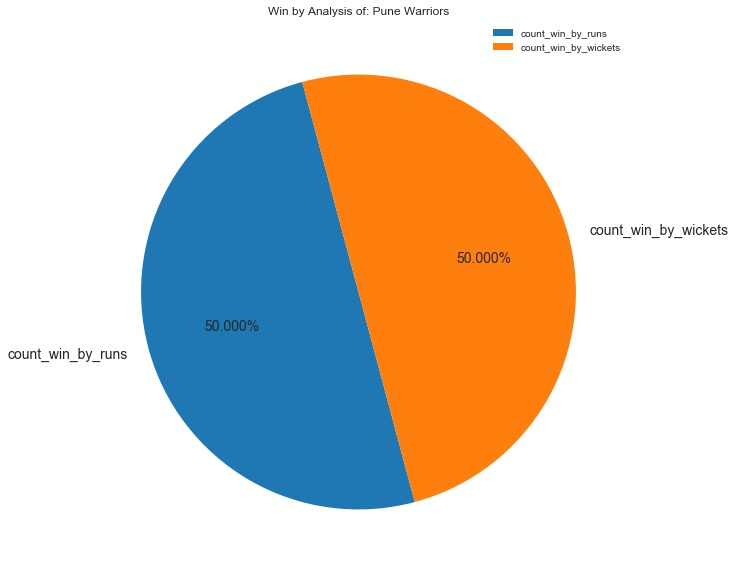 Win by Analysis of: Pune Warriors
count_win_by_runs
count_win_by_wickets
count_win_by_wickets
50.000%
50.000%
count_win_by_runs